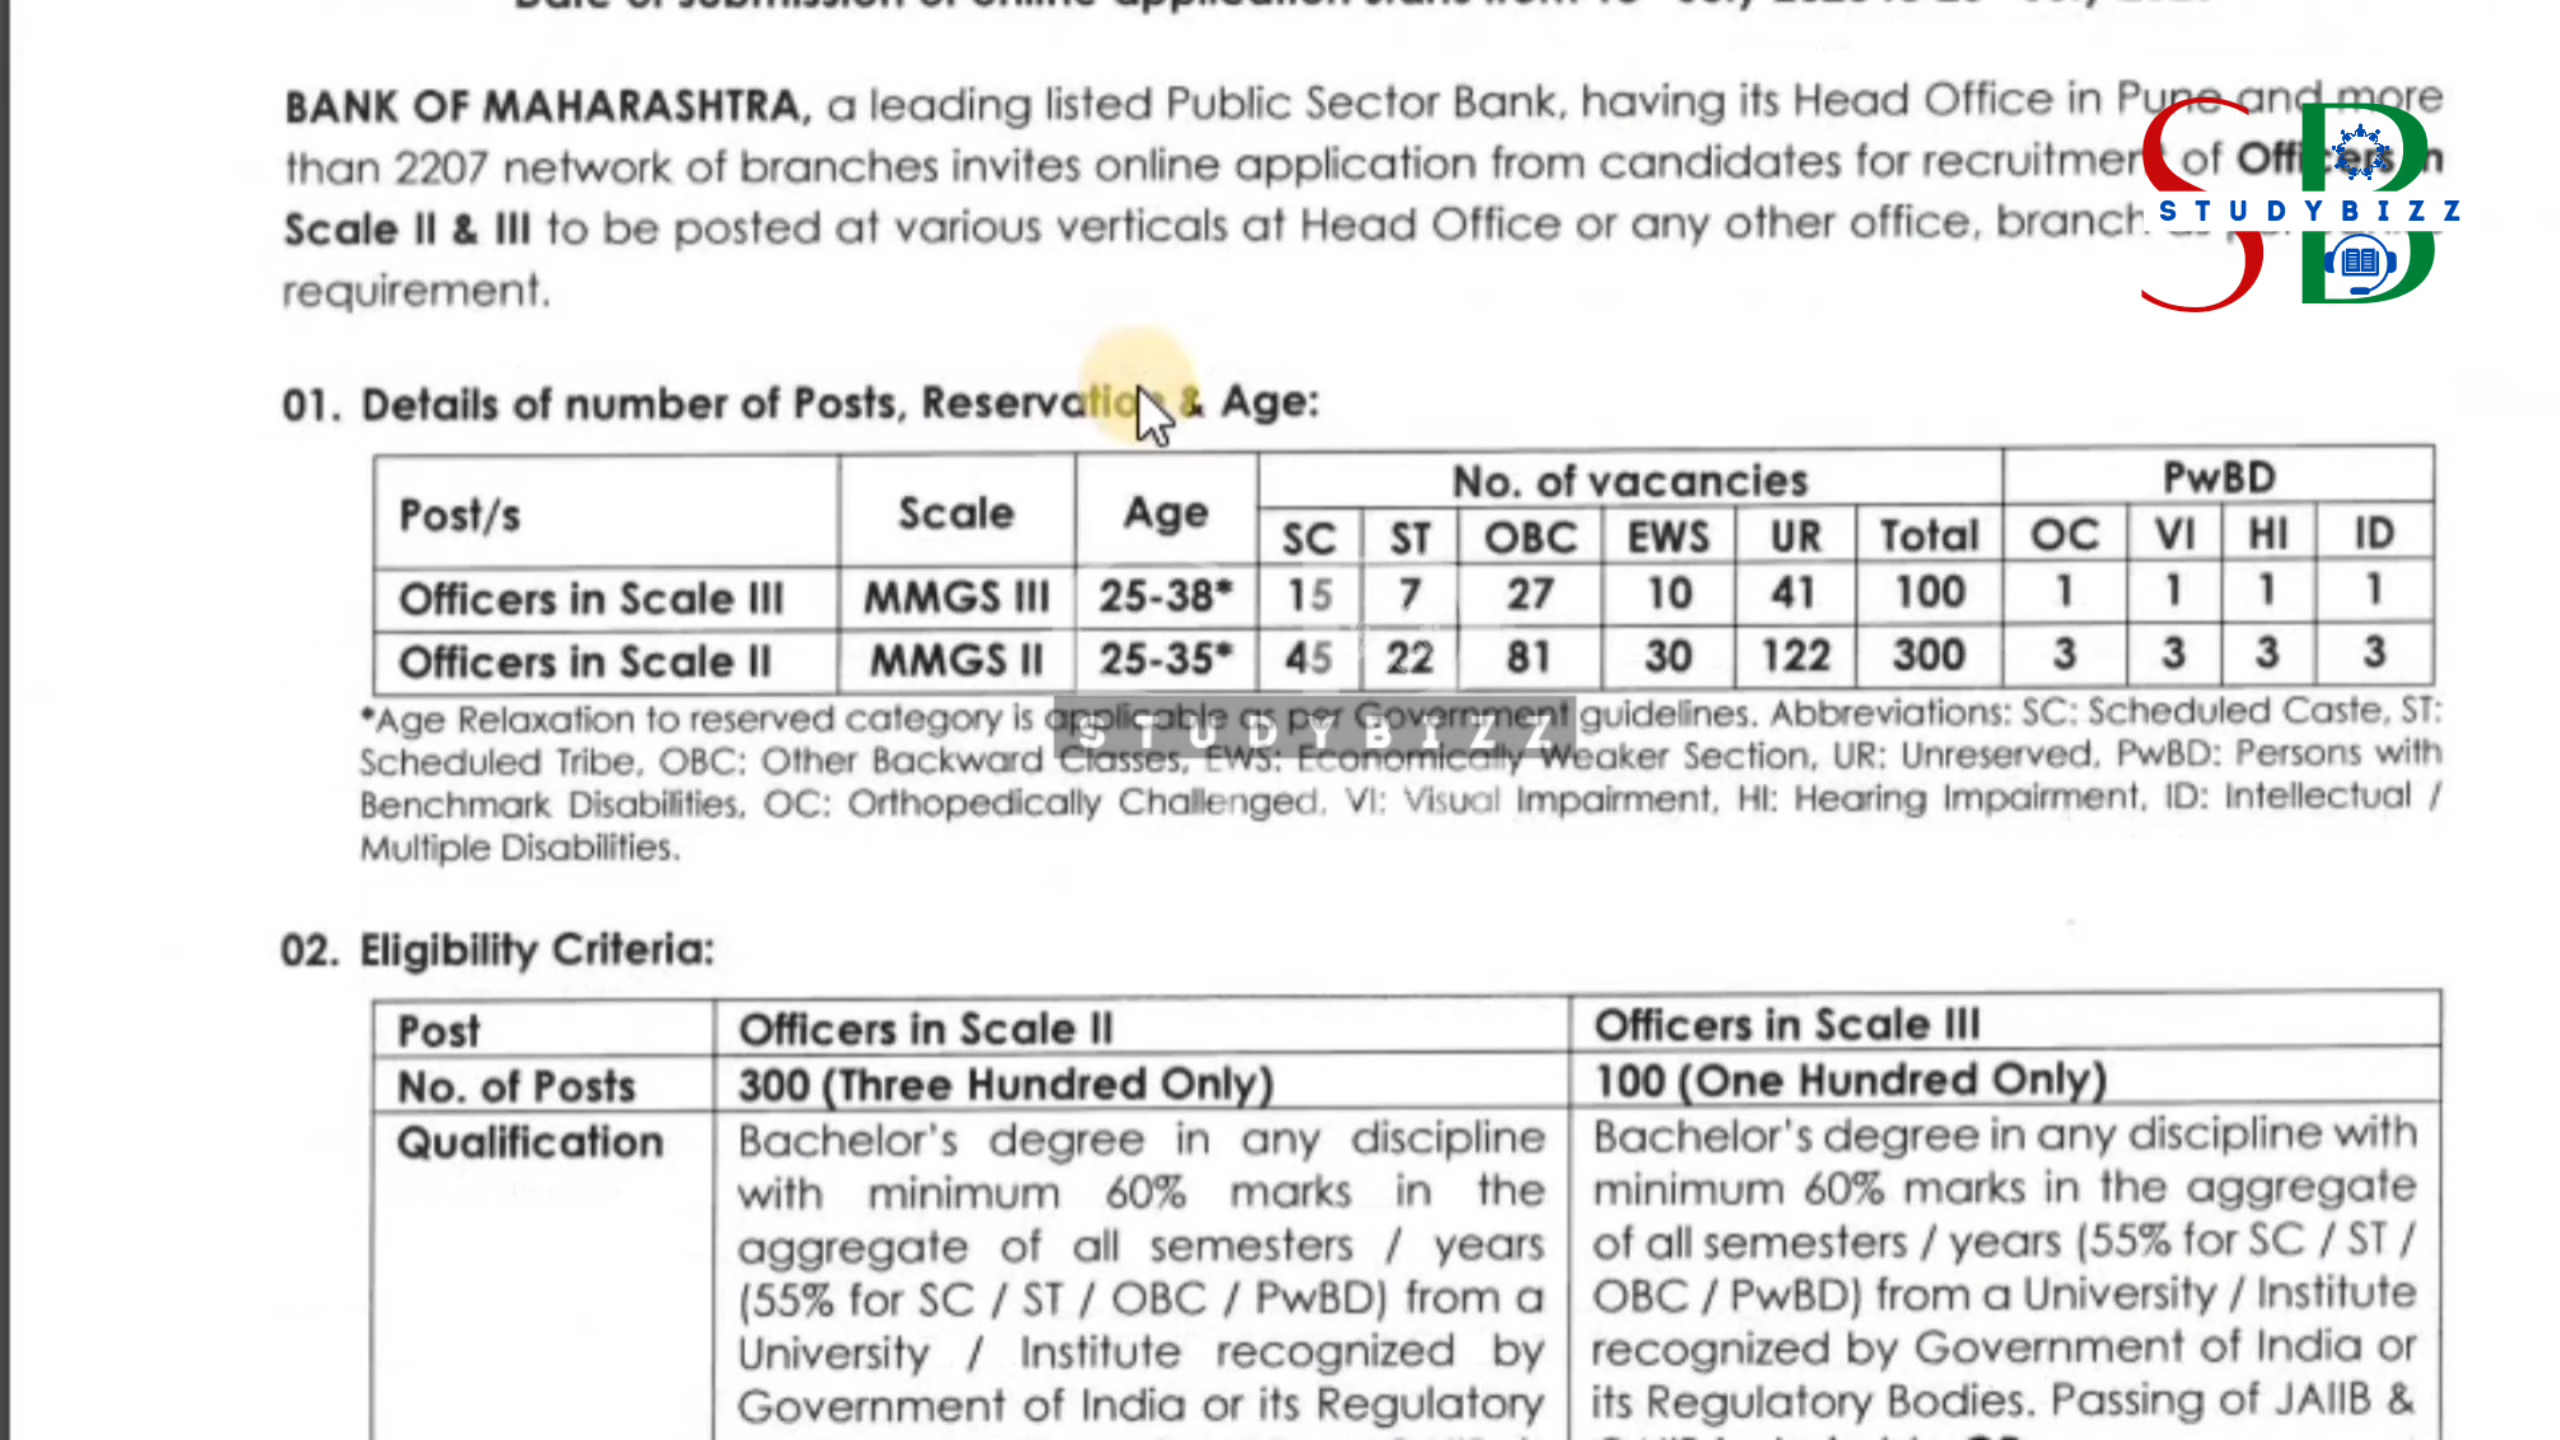 BANK OF MAHARASHTRA, a leading listed Public Sector Bank, having its Head Office in Pune and more
than 2207 network of branches invites online application from candidates for recruitment of Officers in
Scale II & III to be posted at various verticals at Head Office or any other office, branch
requirement.
STUDYBIZZ
01. Details of number of Posts, Reservation & Age:
Post/s Scale Age No. of vacancies PwBD
SC ST OBC EWS UR Total OC VI HI ID
Officers in Scale III MMGS III 25-38* 15 7 27 10 41 100 1 1 1 1
Officers in Scale II MMGS II 25-35* 45 22 81 30 122 300 3 3 3 3
*Age Relaxation to reserved category is applicable as per Government guidelines. Abbreviations: SC: Scheduled Caste, ST:
STUDYBIZZ
Scheduled Tribe, OBC: Other Backward Classes, EWS: Economically Weaker Section, UR: Unreserved, PwBD: Persons with
Benchmark Disabilities, OC: Orthopedically Challenged, VI: Visual Impairment, HI: Hearing Impairment, ID: Intellectual /
Multiple Disabilities.
02. Eligibility Criteria:
Post Officers in Scale II Officers in Scale III
No. of Posts 300 (Three Hundred Only) 100 (One Hundred Only)
Qualification Bachelor's degree in any discipline Bachelor's degree in any discipline with
with minimum 60% marks in the minimum 60% marks in the aggregate
aggregate of all semesters / years of all semesters / years (55% for SC / ST /
(55% for SC / ST / OBC / PwBD) from a OBC / PwBD) from a University / Institute
University / Institute recognized by recognized by Government of India or
Government of India or its Regulatory its Regulatory Bodies. Passing of JAIIB &